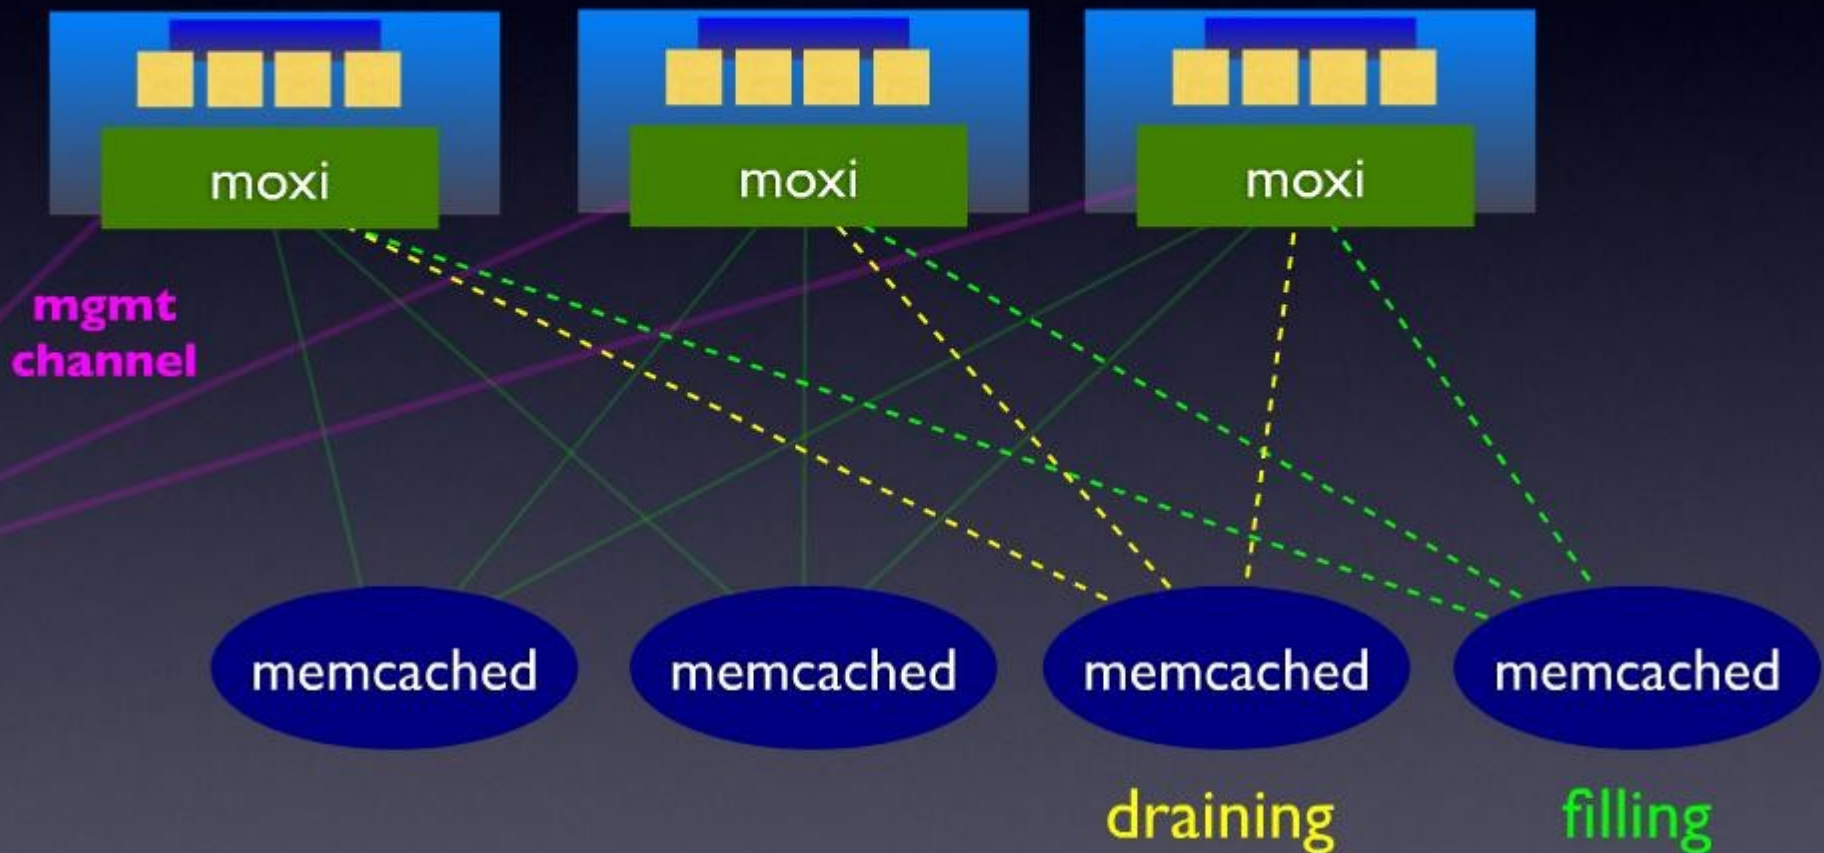 moxi
moxi
moxi
mgmt
channel
memcached
memcached
memcached
memcached
draining
filling